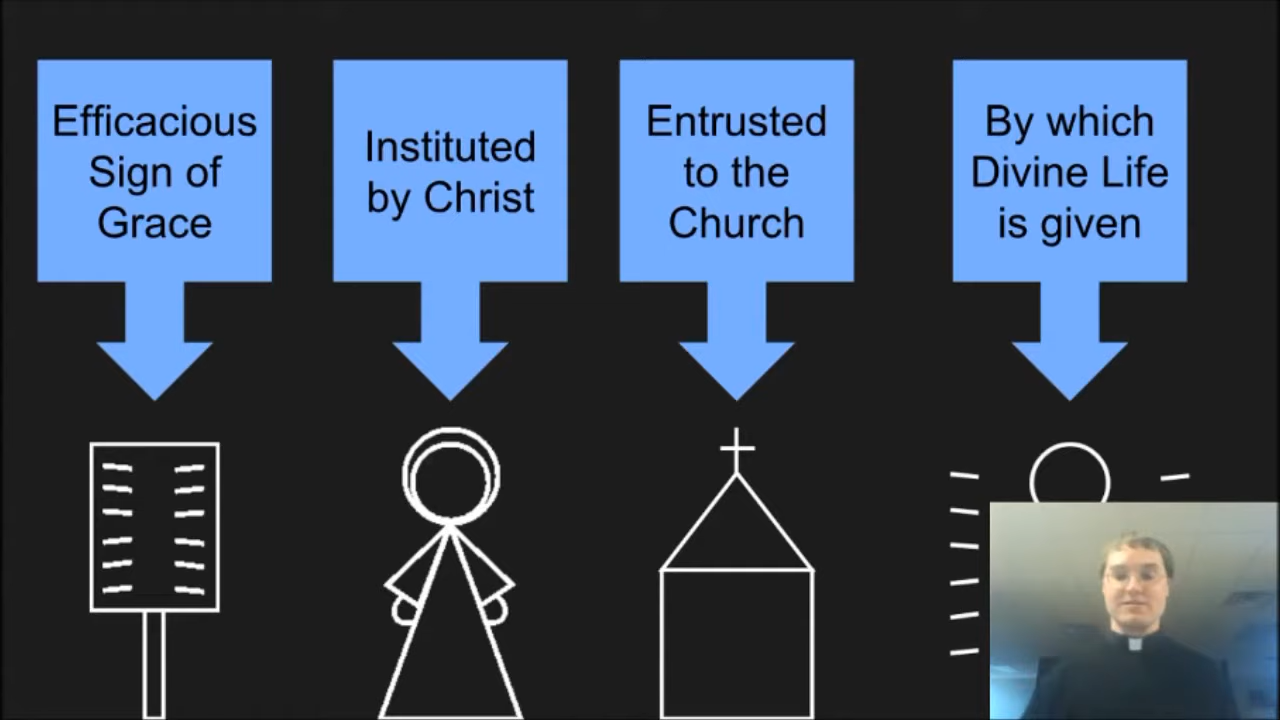 Efficacious
Sign of
Grace
Instituted
by Christ
Entrusted
to the
Church
By which
Divine Life
is given